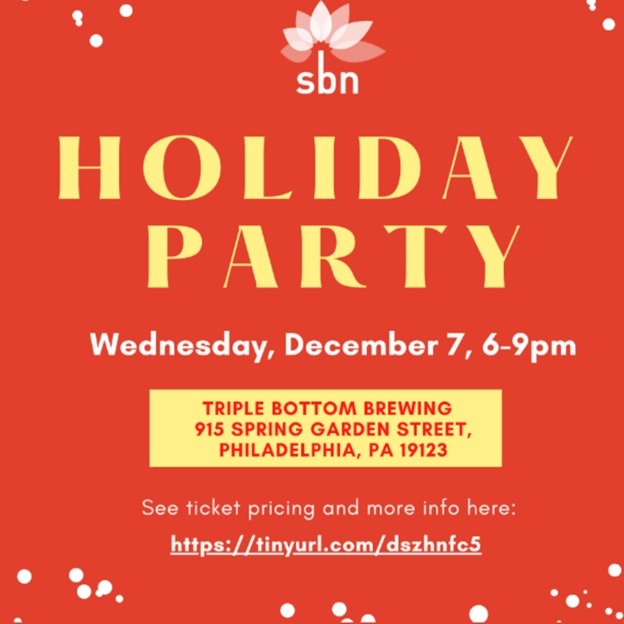 sbn
HOLIDAY
PARTY
Wednesday, December 7, 6-9pm
TRIPLE BOTTOM BREWING
915 SPRING GARDEN STREET,
PHILADELPHIA, PA 19123
See ticket pricing and more info here:
https://tinyurl.com/dszhnfc5